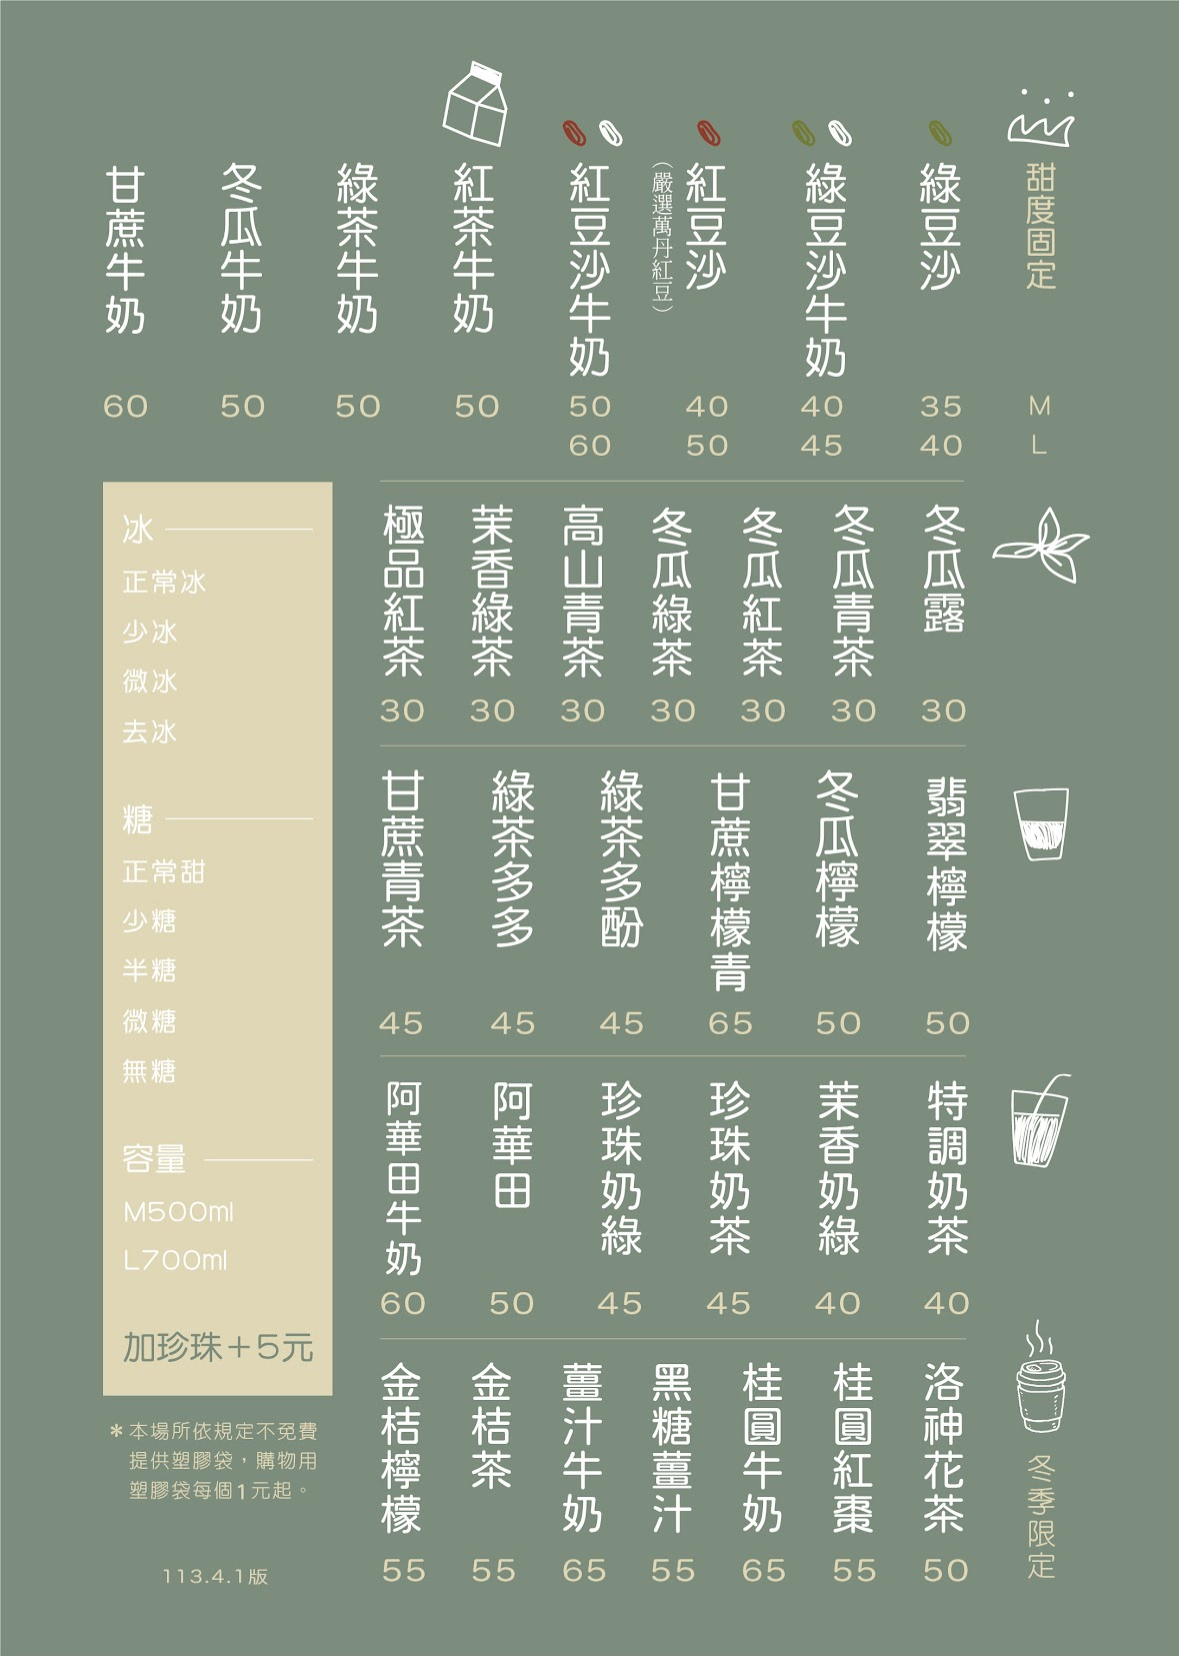 甜度固定
M
L
綠豆沙
35
40
綠豆沙牛奶
40
45
紅豆沙
（嚴選萬丹紅豆）
40
50
紅豆沙牛奶
50
60
紅茶牛奶
50
綠茶牛奶
50
冬瓜牛奶
50
甘蔗牛奶
60
冬瓜露
30
冬瓜青茶
30
冬瓜紅茶
30
冬瓜綠茶
30
高山青茶
30
茉香綠茶
30
極品紅茶
30
翡翠檸檬
50
冬瓜檸檬
50
甘蔗檸檬青
65
綠茶多酚
45
綠茶多多
45
甘蔗青茶
45
特調奶茶
40
茉香奶綠
40
珍珠奶茶
45
珍珠奶綠
45
阿華田
50
阿華田牛奶
60
冬季限定
洛神花茶
50
桂圓紅棗
55
桂圓牛奶
65
黑糖薑汁
55
薑汁牛奶
65
金桔茶
55
金桔檸檬
55
冰
正常冰
少冰
微冰
去冰
糖
正常甜
少糖
半糖
微糖
無糖
容量
M500ml
L700ml
加珍珠＋5元
＊本場所依規定不免費
提供塑膠袋，購物用
塑膠袋每個1元起。
113.4.1版